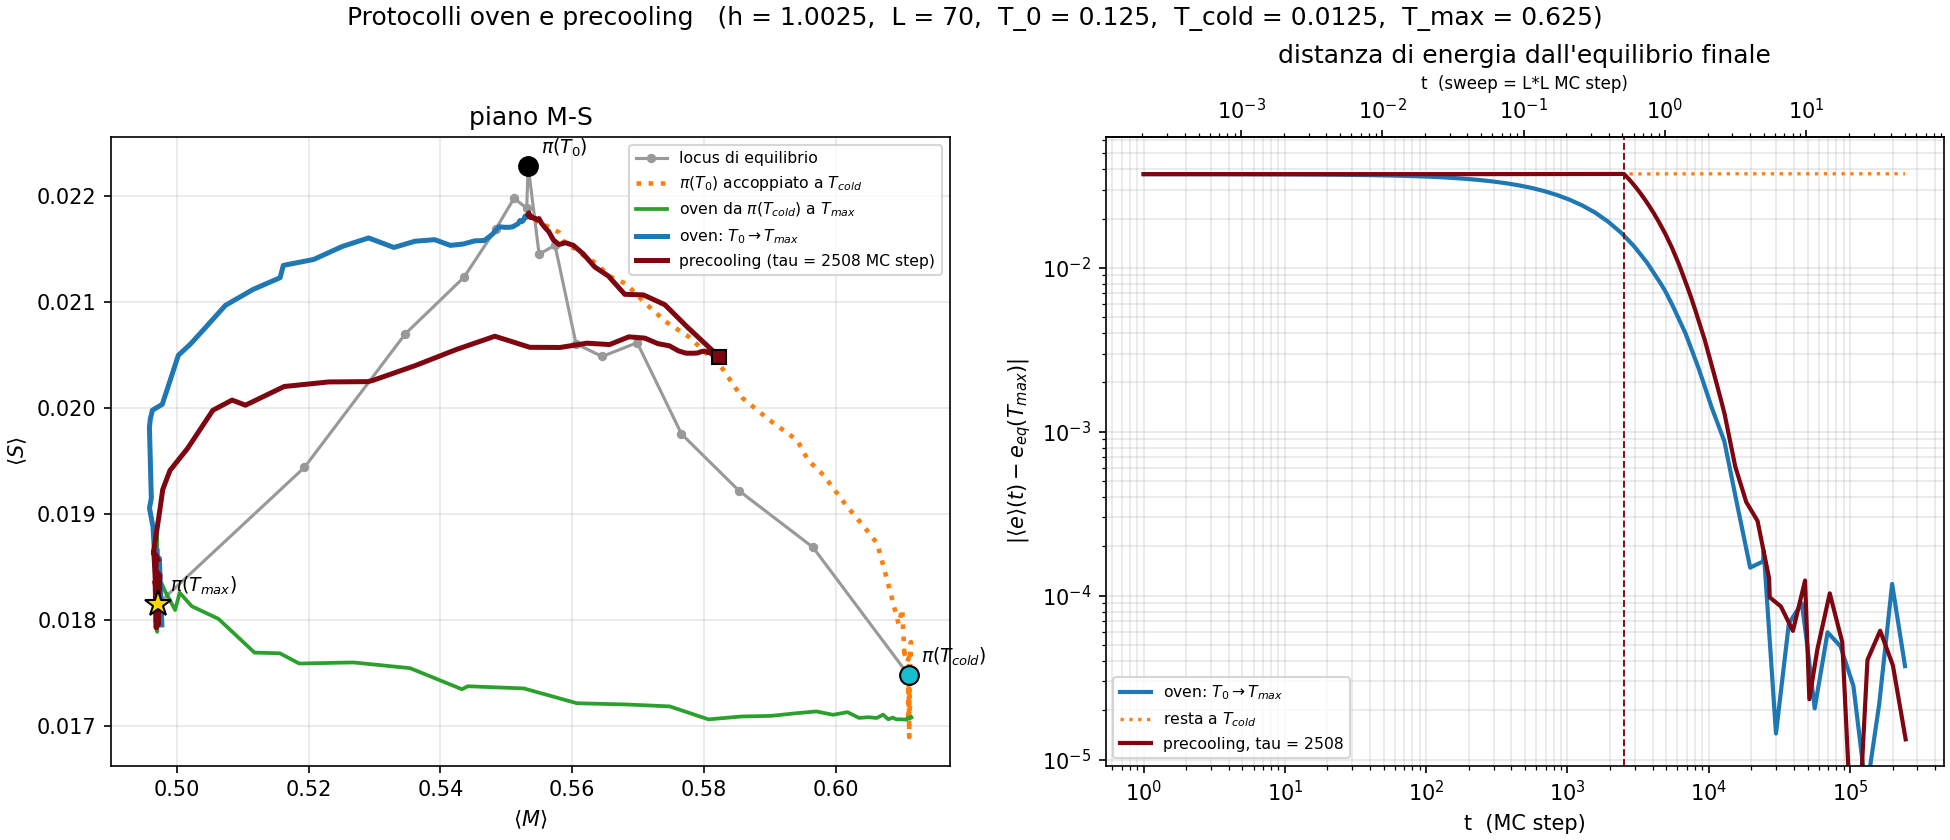 Protocolli oven e precooling (h = 1.0025, L = 70, T_0 = 0.125, T_cold = 0.0125, T_max = 0.625)
piano M-S
π(T_0)
locus di equilibrio
π(T_0) accoppiato a T_cold
oven da π(T_cold) a T_max
oven: T_0 → T_max
precooling (tau = 2508 MC step)
π(T_max)
π(T_cold)
⟨S⟩
0.022
0.021
0.020
0.019
0.018
0.017
0.50 0.52 0.54 0.56 0.58 0.60
⟨M⟩
distanza di energia dall'equilibrio finale
t (sweep = L*L MC step)
10^-3 10^-2 10^-1 10^0 10^1
|⟨e⟩(t) − e_eq(T_max)|
10^-2
10^-3
10^-4
10^-5
oven: T_0 → T_max
resta a T_cold
precooling, tau = 2508
10^0 10^1 10^2 10^3 10^4 10^5
t (MC step)